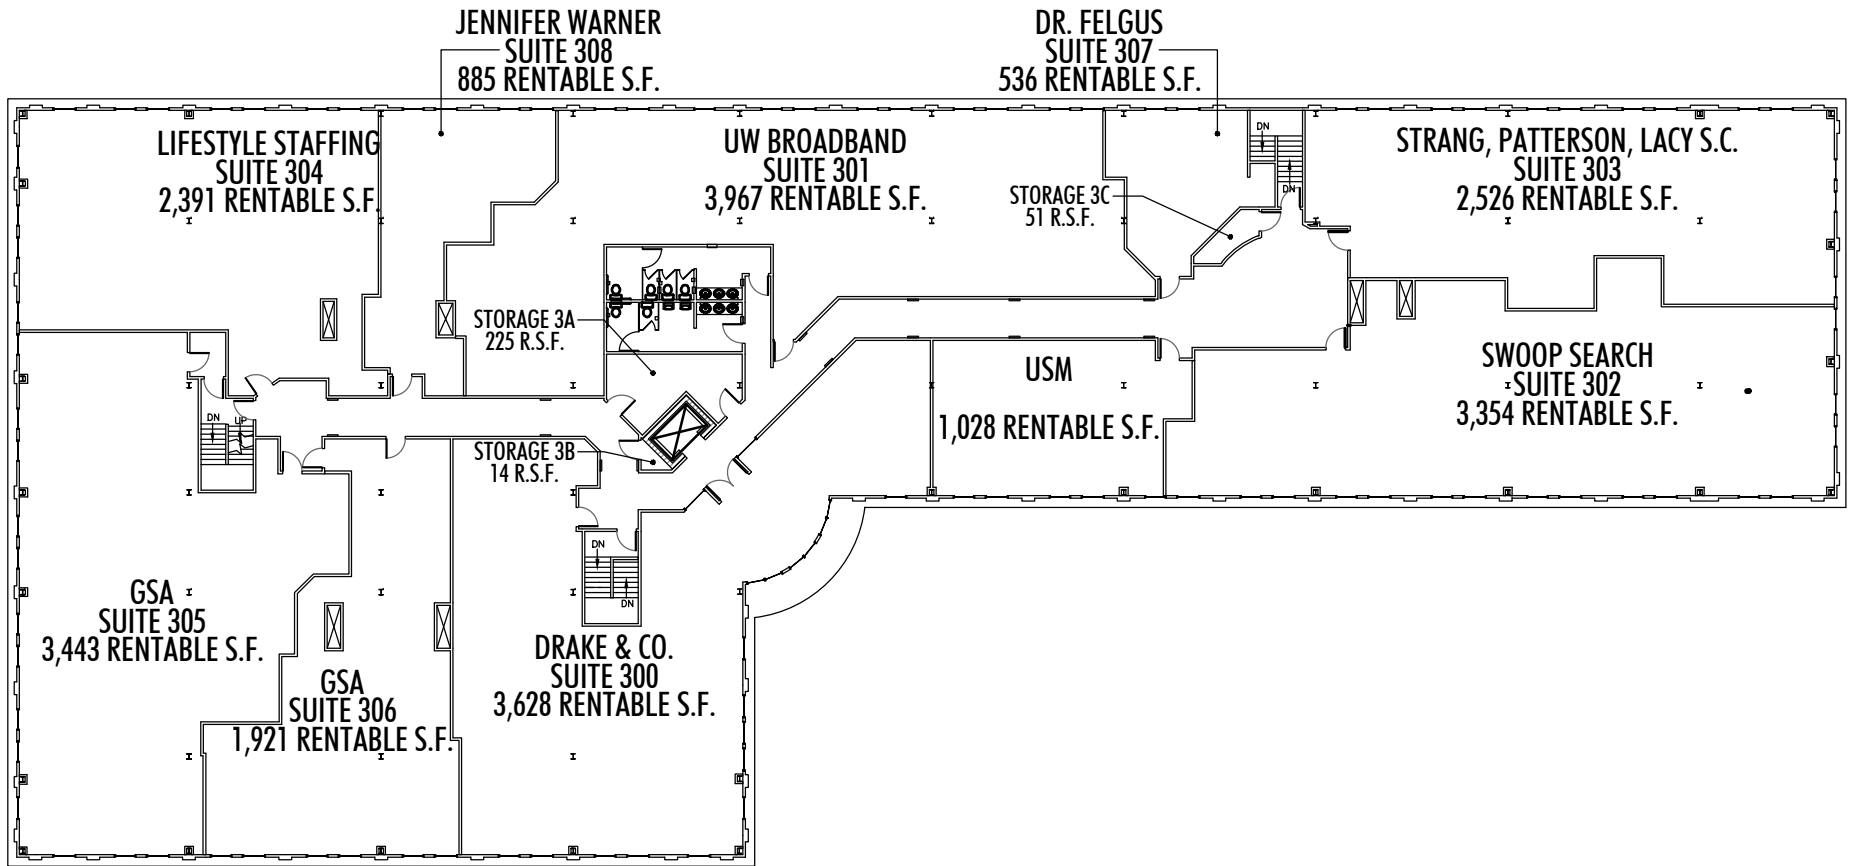 JENNIFER WARNER
SUITE 308
885 RENTABLE S.F.
DR. FELGUS
SUITE 307
536 RENTABLE S.F.
LIFESTYLE STAFFING
SUITE 304
2,391 RENTABLE S.F.
UW BROADBAND
SUITE 301
3,967 RENTABLE S.F.
DN
DN
STRANG, PATTERSON, LACY S.C.
SUITE 303
2,526 RENTABLE S.F.
STORAGE 3C
51 R.S.F.
STORAGE 3A
225 R.S.F.
USM
1,028 RENTABLE S.F.
SWOOP SEARCH
SUITE 302
3,354 RENTABLE S.F.
DN
UP
STORAGE 3B
14 R.S.F.
DN
DN
GSA
SUITE 305
3,443 RENTABLE S.F.
GSA
SUITE 306
1,921 RENTABLE S.F.
DRAKE & CO.
SUITE 300
3,628 RENTABLE S.F.